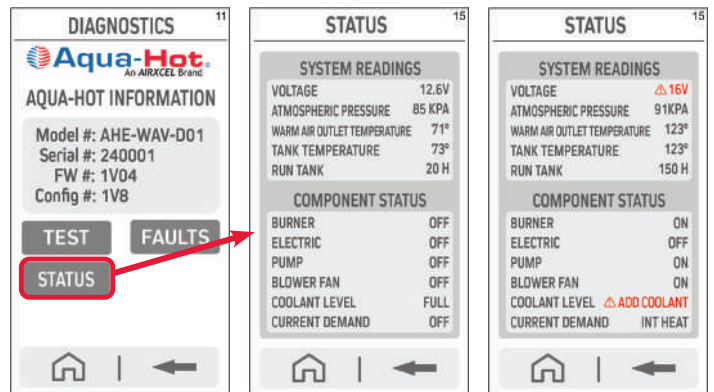 DIAGNOSTICS
11
Aqua-Hot.
An AIRXCEL Brand
AQUA-HOT INFORMATION
Model #: AHE-WAV-D01
Serial #: 240001
FW #: 1V04
Config #: 1V8
TEST
FAULTS
STATUS
STATUS
15
SYSTEM READINGS
VOLTAGE 12.6V
ATMOSPHERIC PRESSURE 85 KPA
WARM AIR OUTLET TEMPERATURE 71°
TANK TEMPERATURE 73°
RUN TANK 20 H
COMPONENT STATUS
BURNER OFF
ELECTRIC OFF
PUMP OFF
BLOWER FAN OFF
COOLANT LEVEL FULL
CURRENT DEMAND OFF
STATUS
15
SYSTEM READINGS
VOLTAGE ⚠ 16V
ATMOSPHERIC PRESSURE 91KPA
WARM AIR OUTLET TEMPERATURE 123°
TANK TEMPERATURE 123°
RUN TANK 150 H
COMPONENT STATUS
BURNER ON
ELECTRIC OFF
PUMP ON
BLOWER FAN ON
COOLANT LEVEL ⚠ ADD COOLANT
CURRENT DEMAND INT HEAT